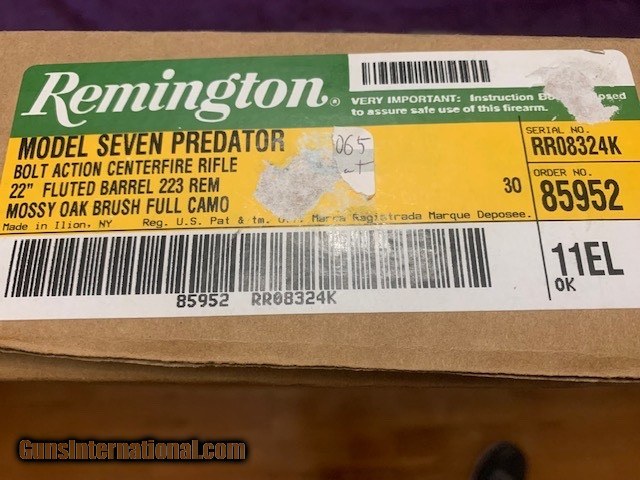 Remington®
VERY IMPORTANT: Instruction
to assure safe use of this firearm.
MODEL SEVEN PREDATOR
BOLT ACTION CENTERFIRE RIFLE
22" FLUTED BARREL 223 REM
MOSSY OAK BRUSH FULL CAMO
065
30
SERIAL NO.
RR08324K
ORDER NO.
85952
Made in Ilion, NY Reg. U.S. Pat & tm. Marca Registrada Marque Deposee.
85952 RR08324K
11EL
OK
GunsInternational.com